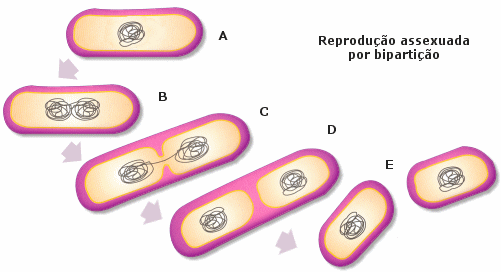 A
Reprodução assexuada
por bipartição
B
C
D
E